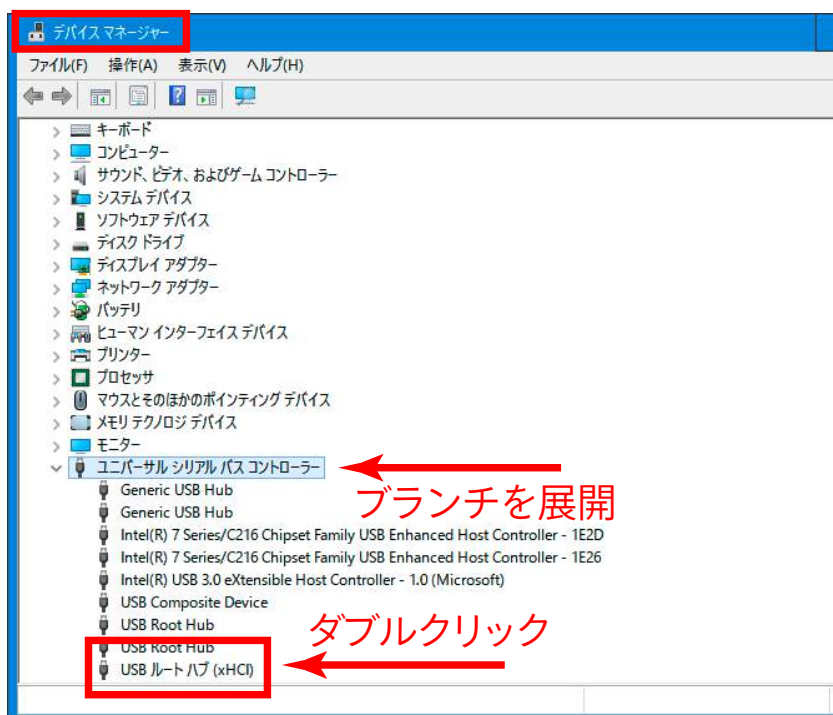 デバイス マネージャー
ファイル(F) 操作(A) 表示(V) ヘルプ(H)
キーボード
コンピューター
サウンド、ビデオ、およびゲーム コントローラー
システム デバイス
ソフトウェア デバイス
ディスク ドライブ
ディスプレイ アダプター
ネットワーク アダプター
バッテリ
ヒューマン インターフェイス デバイス
プリンター
プロセッサ
マウスとそのほかのポインティング デバイス
メモリ テクノロジ デバイス
モニター
ユニバーサル シリアル バス コントローラー
ブランチを展開
Generic USB Hub
Generic USB Hub
Intel(R) 7 Series/C216 Chipset Family USB Enhanced Host Controller - 1E2D
Intel(R) 7 Series/C216 Chipset Family USB Enhanced Host Controller - 1E26
Intel(R) USB 3.0 eXtensible Host Controller - 1.0 (Microsoft)
USB Composite Device
USB Root Hub
ダブルクリック
USB Root Hub
USB ルート ハブ (xHCI)